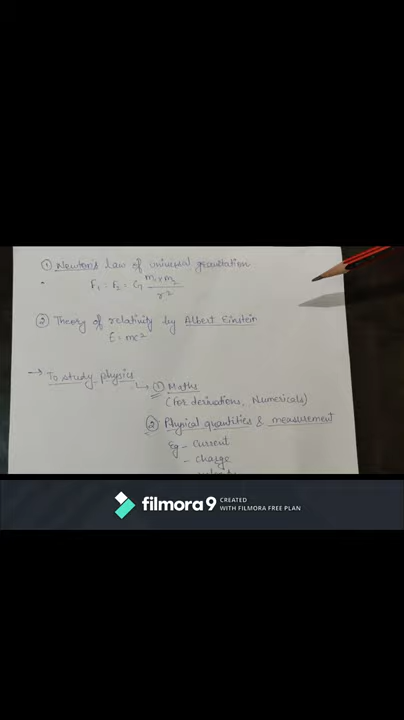 ① Newton's Law of universal gravitation
F₁ = F₂ = G m₁ x m₂ / r²
② Theory of relativity by Albert Einstein
E = mc²
→ To study physics
① Maths
(for derivations, Numericals)
② Physical quantities & measurement
Eg - Current
- Charge
filmora9 CREATED
WITH FILMORA FREE PLAN